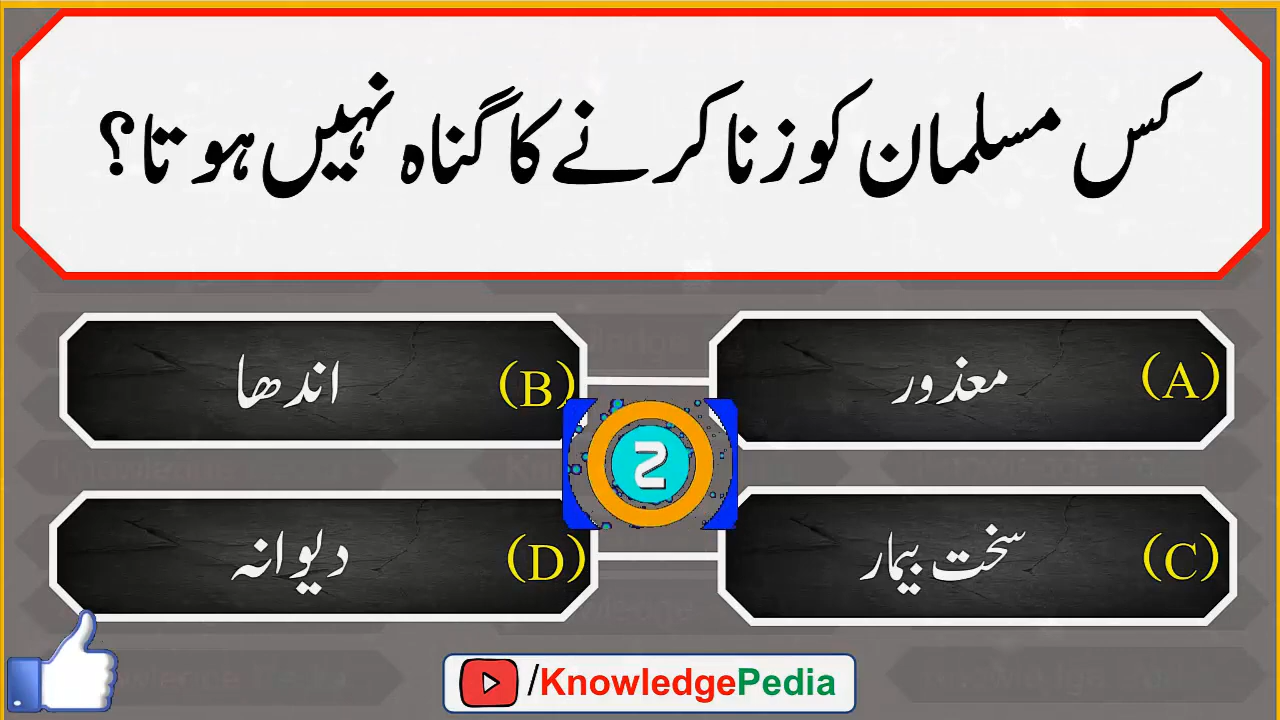 کس مسلمان کو زنا کرنے کا گناہ نہیں ہوتا؟
(A) معذور
(B) اندھا
2
(C) سخت بیمار
(D) دیوانہ
/KnowledgePedia